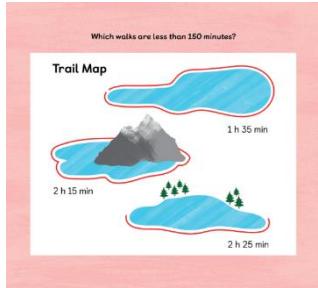 Which walks are less than 150 minutes?
Trail Map
1 h 35 min
2 h 15 min
2 h 25 min